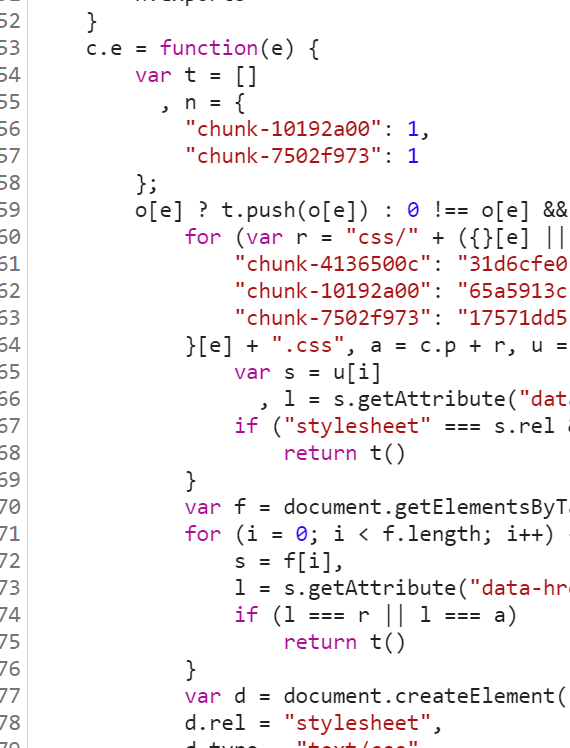 52 }
53 c.e = function(e) {
54 var t = []
55 , n = {
56 "chunk-10192a00": 1,
57 "chunk-7502f973": 1
58 };
59 o[e] ? t.push(o[e]) : 0 !== o[e] &&
60 for (var r = "css/" + ({}[e] ||
61 "chunk-4136500c": "31d6cfe0
62 "chunk-10192a00": "65a5913c
63 "chunk-7502f973": "17571dd5
64 }[e] + ".css", a = c.p + r, u =
65 var s = u[i]
66 , l = s.getAttribute("dat
67 if ("stylesheet" === s.rel &
68 return t()
69 }
70 var f = document.getElementsByTa
71 for (i = 0; i < f.length; i++)
72 s = f[i],
73 l = s.getAttribute("data-hre
74 if (l === r || l === a)
75 return t()
76 }
77 var d = document.createElement(
78 d.rel = "stylesheet",